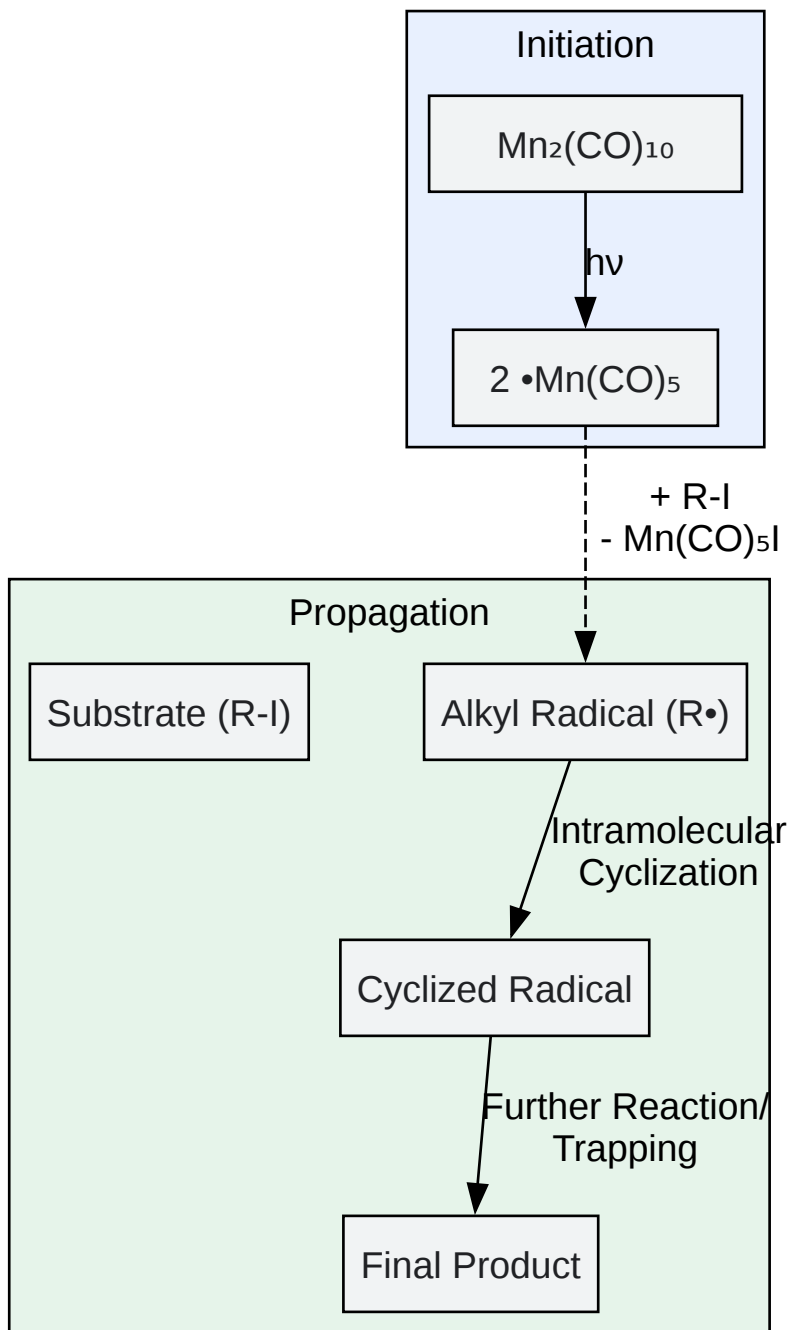 Initiation
Mn₂(CO)₁₀
hν
2 •Mn(CO)₅
+ R-I
- Mn(CO)₅I
Propagation
Substrate (R-I)
Alkyl Radical (R•)
Intramolecular
Cyclization
Cyclized Radical
Further Reaction/
Trapping
Final Product